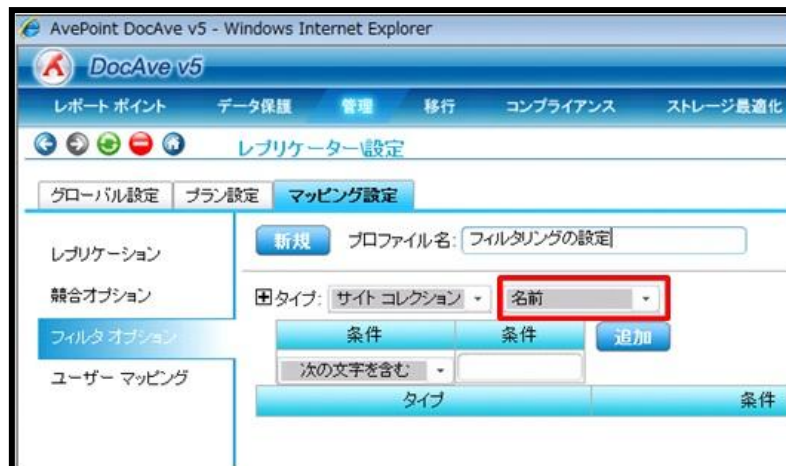 AvePoint DocAve v5 - Windows Internet Explorer
DocAve v5
レポート ポイント データ保護 管理 移行 コンプライアンス ストレージ最適化
レプリケーター\設定
グローバル設定 プラン設定 マッピング設定
新規 プロファイル名: フィルタリングの設定
レプリケーション
競合オプション
タイプ: サイト コレクション 名前
フィルタ オプション
条件 条件 追加
次の文字を含む
ユーザー マッピング
タイプ 条件